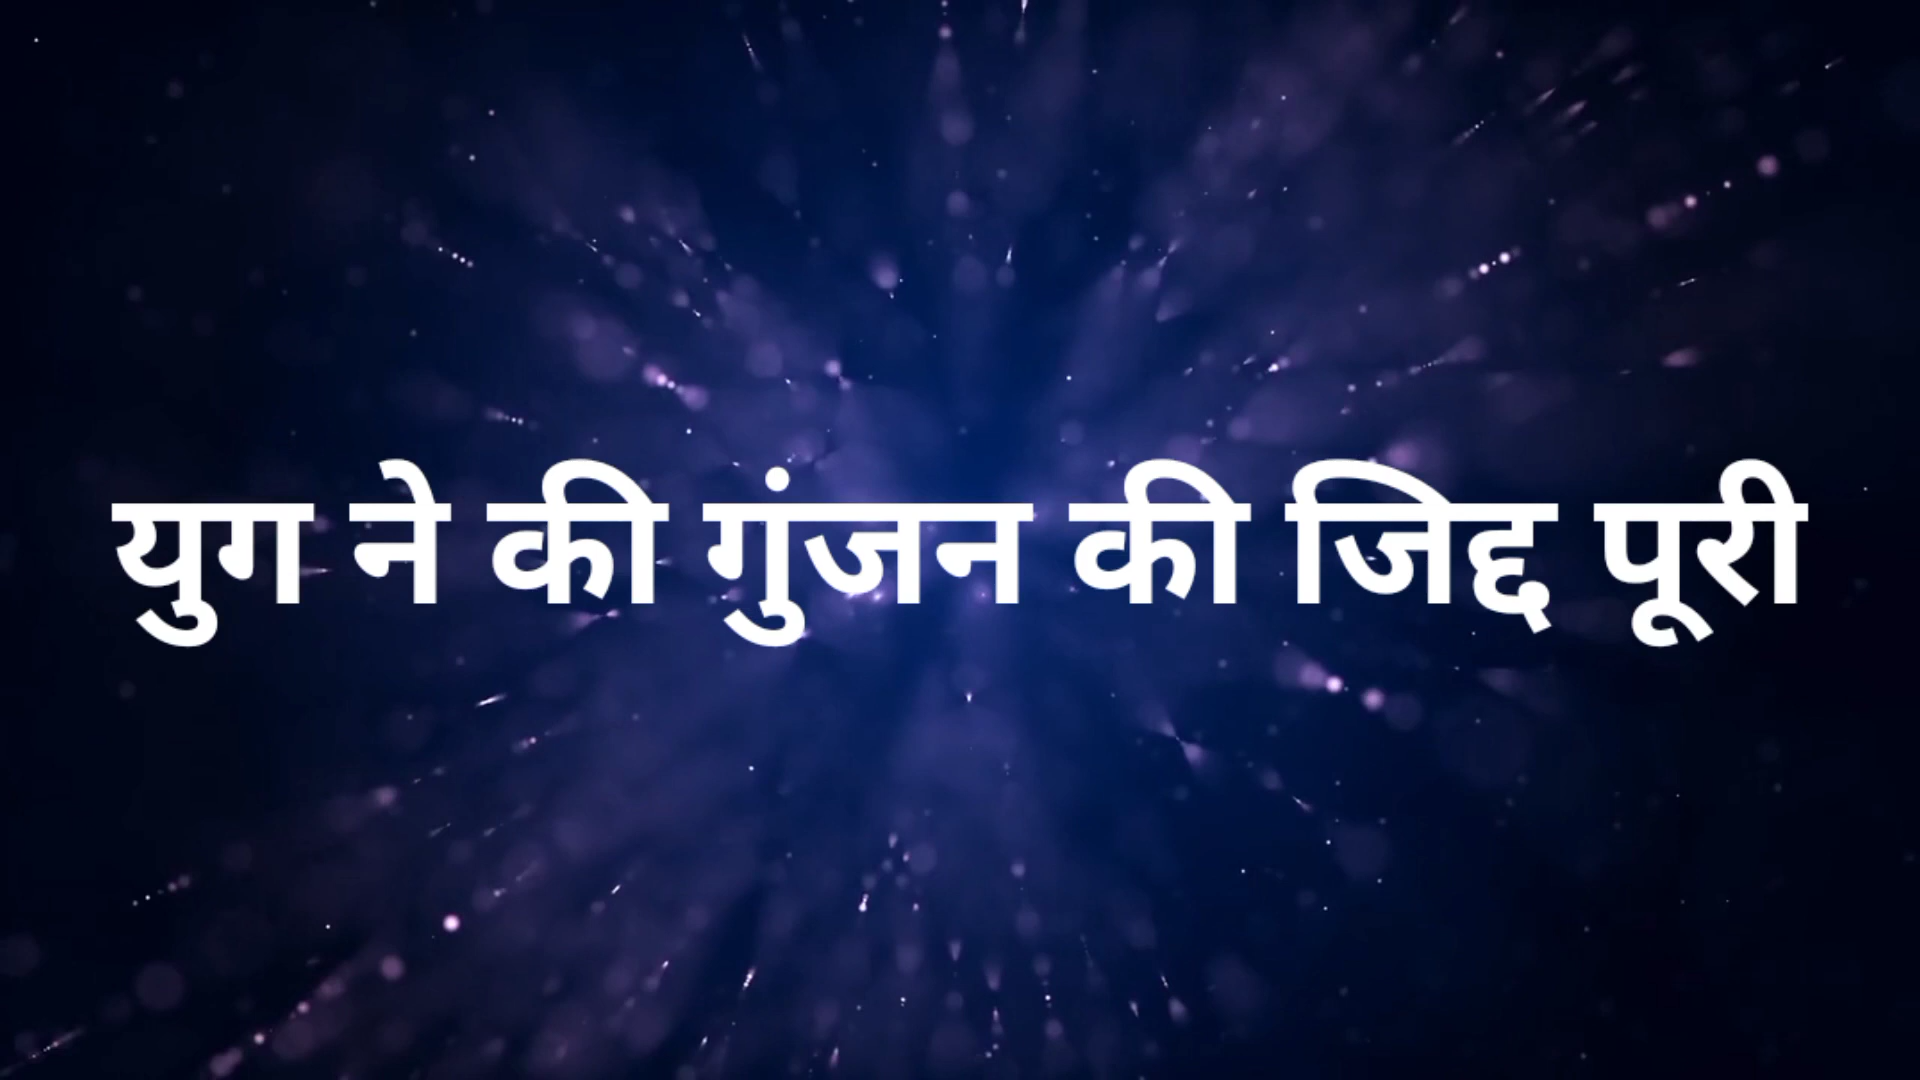 युग ने की गुंजन की जिद्द पूरी